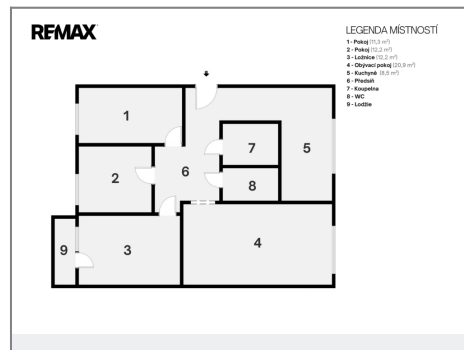 RE/MAX
LEGENDA MÍSTNOSTÍ
1 - Pokoj (11,3 m²)
2 - Pokoj (12,2 m²)
3 - Ložnice (12,2 m²)
4 - Obývací pokoj (20,9 m²)
5 - Kuchyně (8,5 m²)
6 - Předsíň
7 - Koupelna
8 - WC
9 - Lodžie
1
2
3
4
5
6
7
8
9